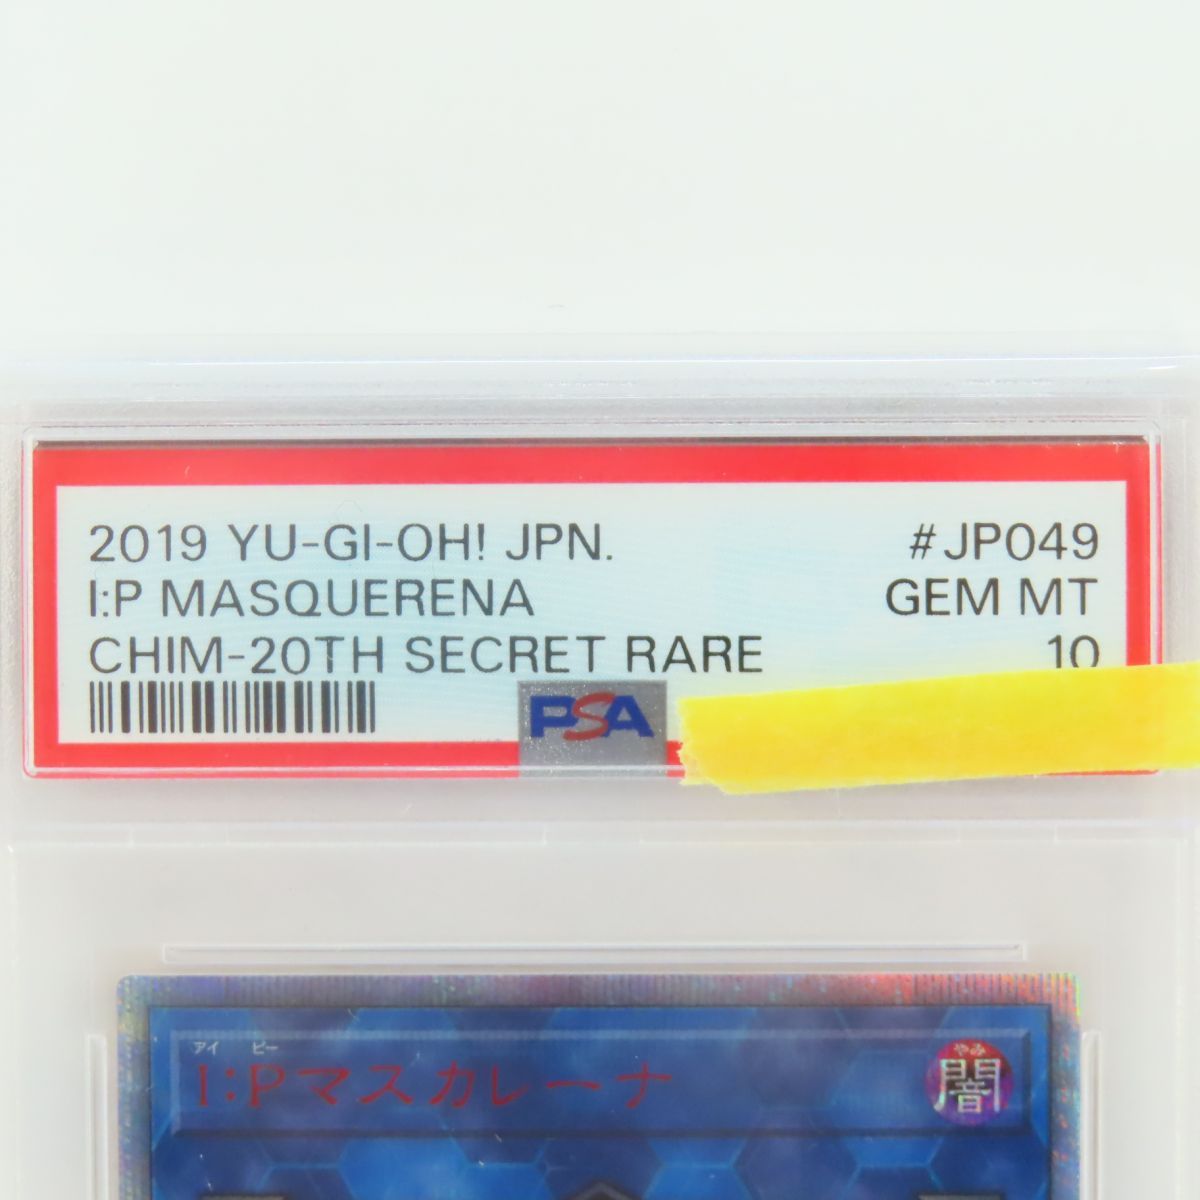 2019 YU-GI-OH! JPN. #JP049
I:P MASQUERENA GEM MT
CHIM-20TH SECRET RARE 10
PSA
アイ ピー
I:Pマスカレーナ
やみ
闇